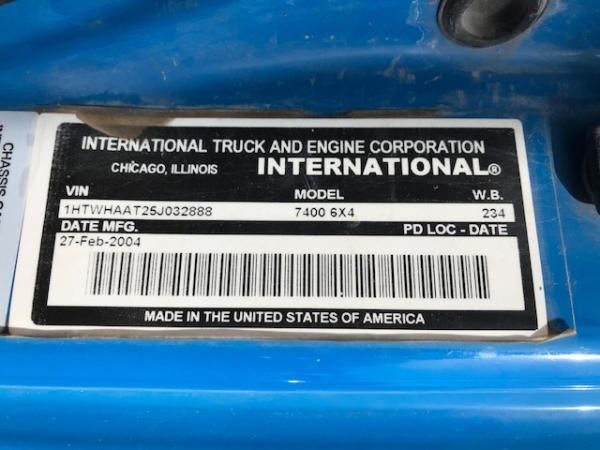 INTERNATIONAL TRUCK AND ENGINE CORPORATION
CHICAGO, ILLINOIS INTERNATIONAL®
VIN MODEL W.B.
1HTWHAAT25J032888 7400 6X4 234
DATE MFG. PD LOC - DATE
27-Feb-2004
MADE IN THE UNITED STATES OF AMERICA
CHASSIS